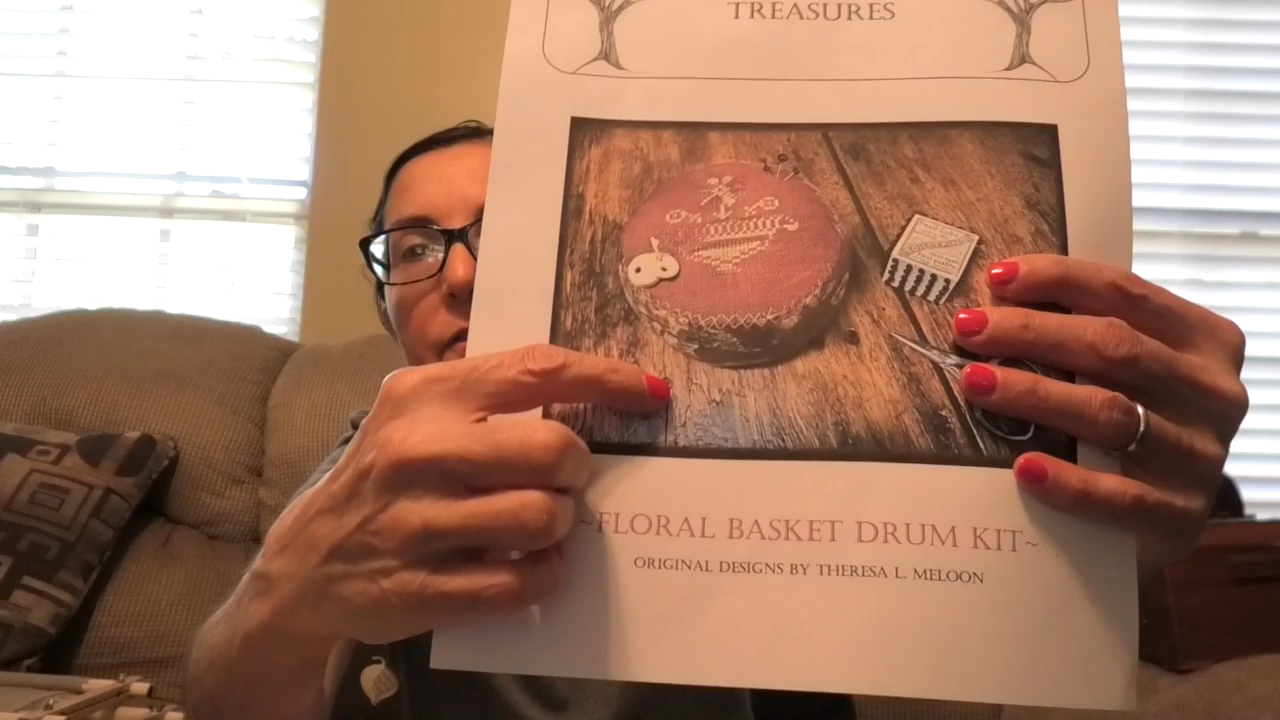 TREASURES
~FLORAL BASKET DRUM KIT~
ORIGINAL DESIGNS BY THERESA L. MELOON